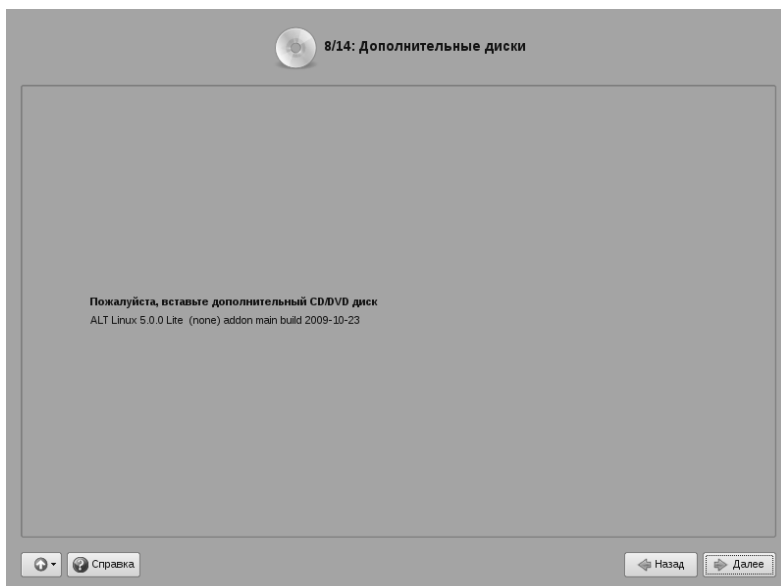 8/14: Дополнительные диски
Пожалуйста, вставьте дополнительный CD/DVD диск
ALT Linux 5.0.0 Lite (none) addon main build 2009-10-23
Справка
Назад
Далее